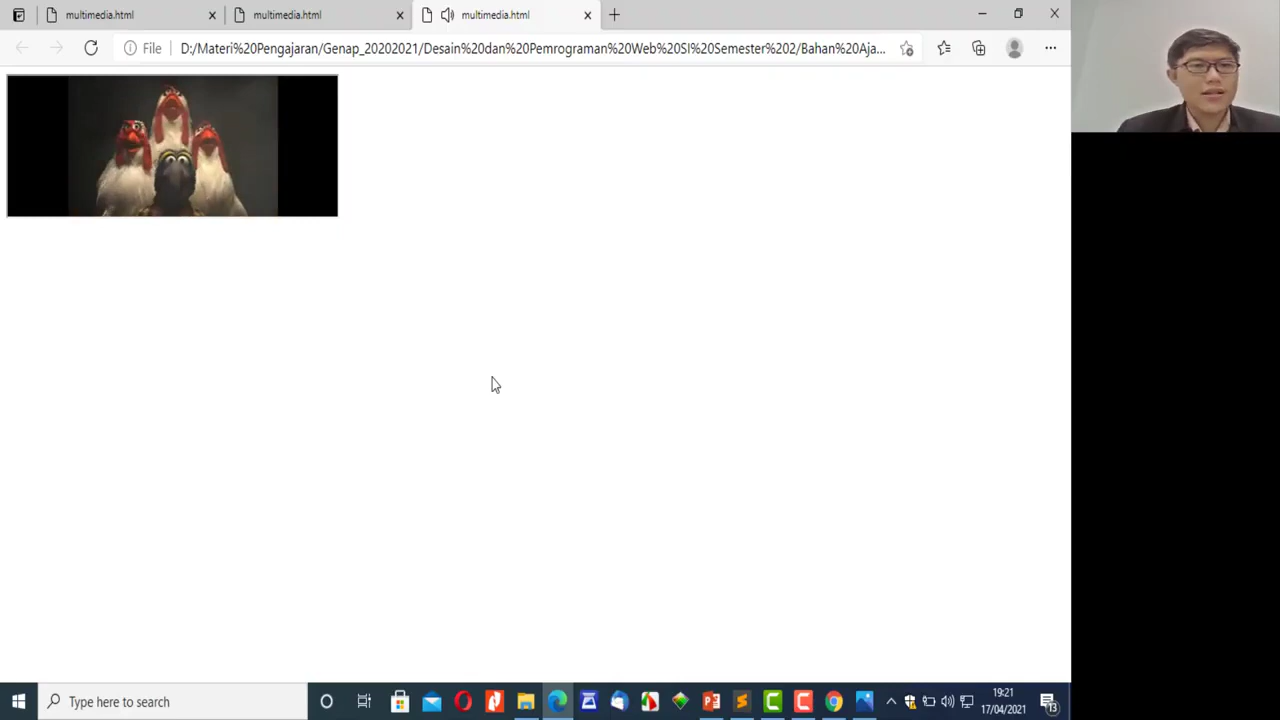 multimedia.html
multimedia.html
multimedia.html
File
D:/Materi%20Pengajaran/Genap_20202021/Desain%20dan%20Pemrograman%20Web%20SI%20Semester%202/Bahan%20Aja...
Type here to search
19:21
17/04/2021
13